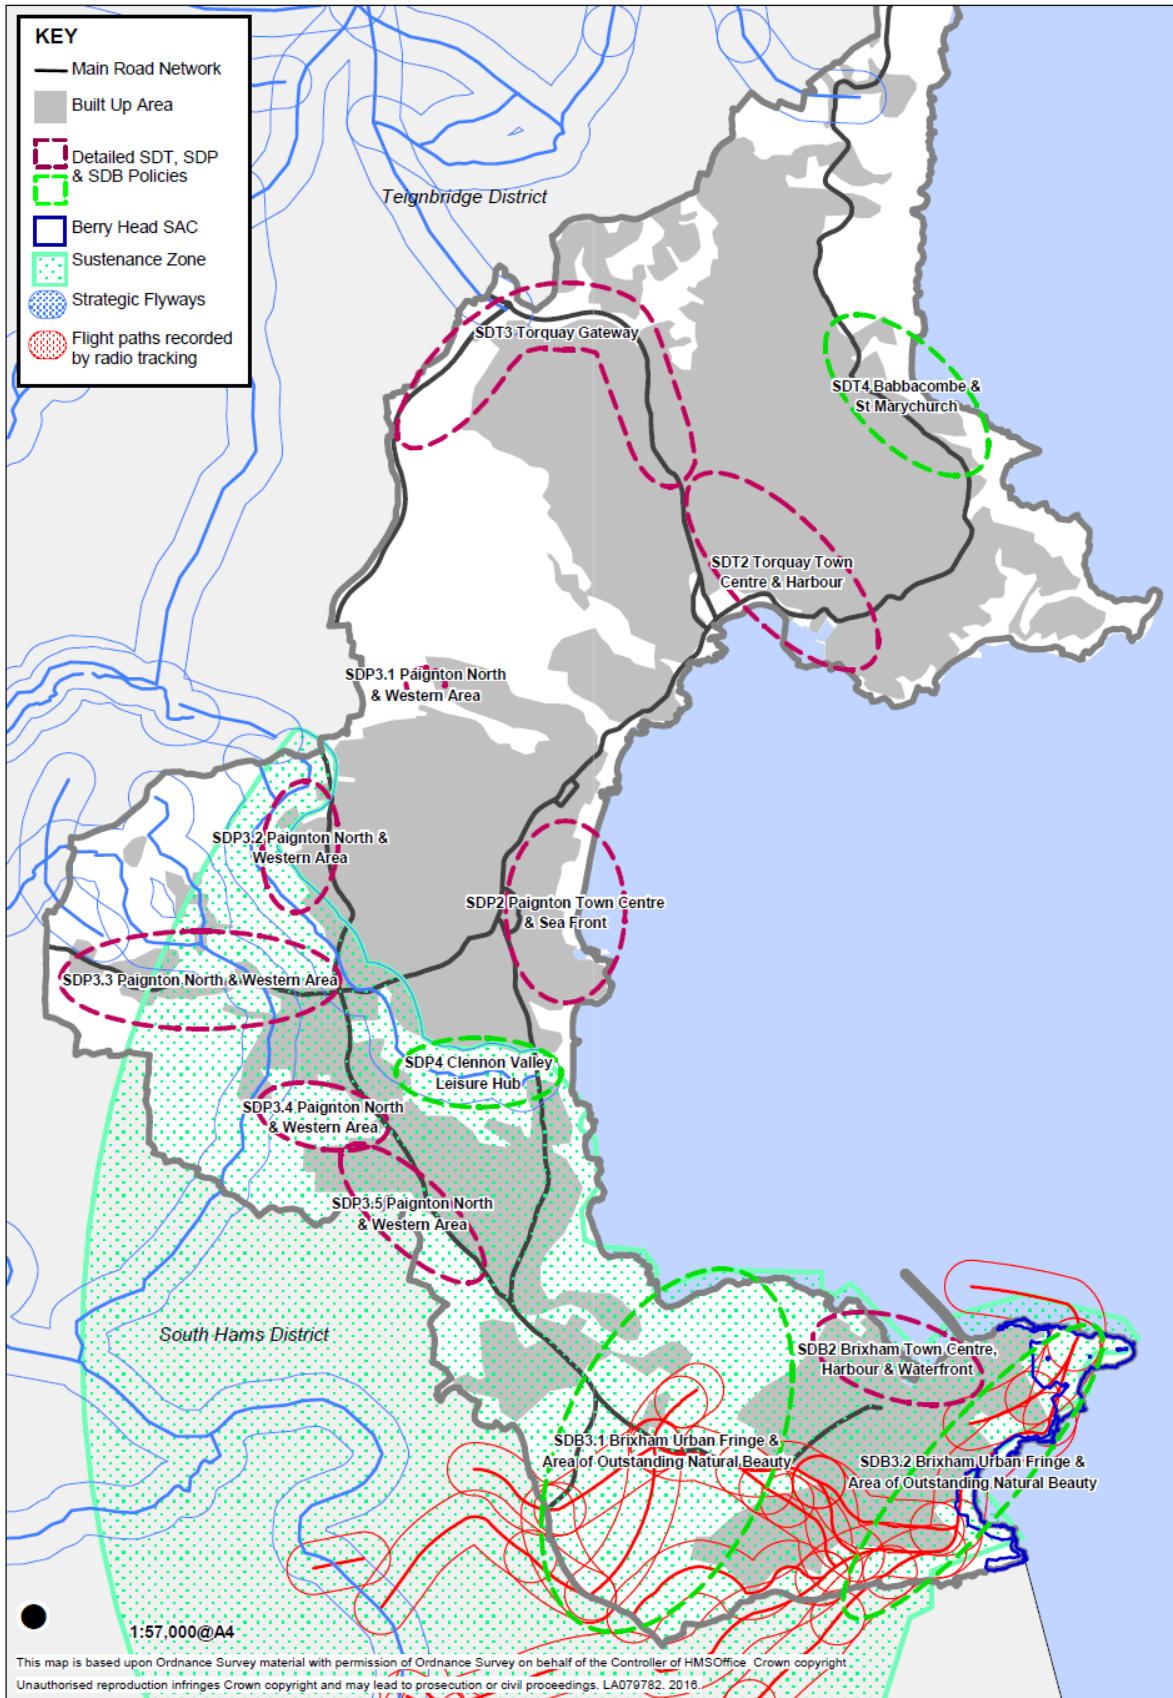 KEY
Main Road Network
Built Up Area
Detailed SDT, SDP
& SDB Policies
Berry Head SAC
Sustenance Zone
Strategic Flyways
Flight paths recorded
by radio tracking
Teignbridge District
SDT3 Torquay Gateway
SDT4 Babbacombe &
St Marychurch
SDT2 Torquay Town
Centre & Harbour
SDP3.1 Paignton North
& Western Area
SDP3.2 Paignton North &
Western Area
SDP2 Paignton Town Centre
& Sea Front
SDP3.3 Paignton North & Western Area
SDP4 Clennon Valley
Leisure Hub
SDP3.4 Paignton North
& Western Area
SDP3.5 Paignton North
& Western Area
South Hams District
SDB2 Brixham Town Centre,
Harbour & Waterfront
SDB3.1 Brixham Urban Fringe &
Area of Outstanding Natural Beauty
SDB3.2 Brixham Urban Fringe &
Area of Outstanding Natural Beauty
1:57,000@A4
This map is based upon Ordnance Survey material with permission of Ordnance Survey on behalf of the Controller of HMSOffice Crown copyright
Unauthorised reproduction infringes Crown copyright and may lead to prosecution or civil proceedings. LA079782. 2016.